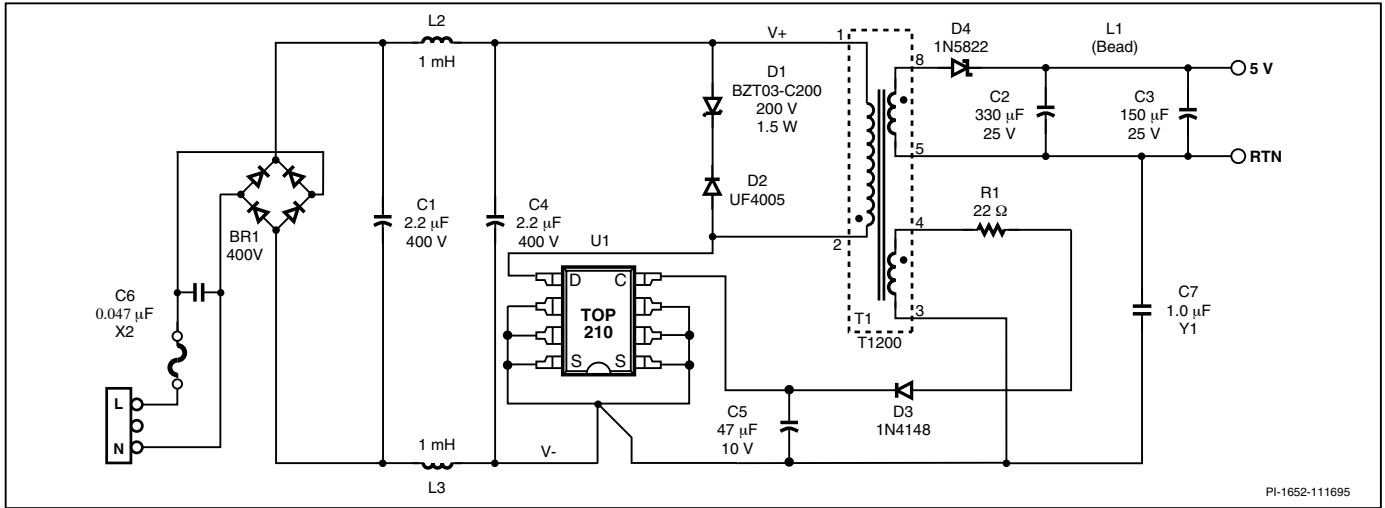 L2
1 mH
V+
D1
BZT03-C200
200 V
1.5 W
D2
UF4005
1
2
8
5
4
3
T1
T1200
D4
1N5822
L1
(Bead)
C2
330 µF
25 V
C3
150 µF
25 V
5 V
RTN
R1
22 Ω
BR1
400V
C1
2.2 µF
400 V
C4
2.2 µF
400 V
U1
D
C
TOP
210
S
S
C6
0.047 µF
X2
L
N
C7
1.0 µF
Y1
C5
47 µF
10 V
D3
1N4148
1 mH
L3
V-
PI-1652-111695